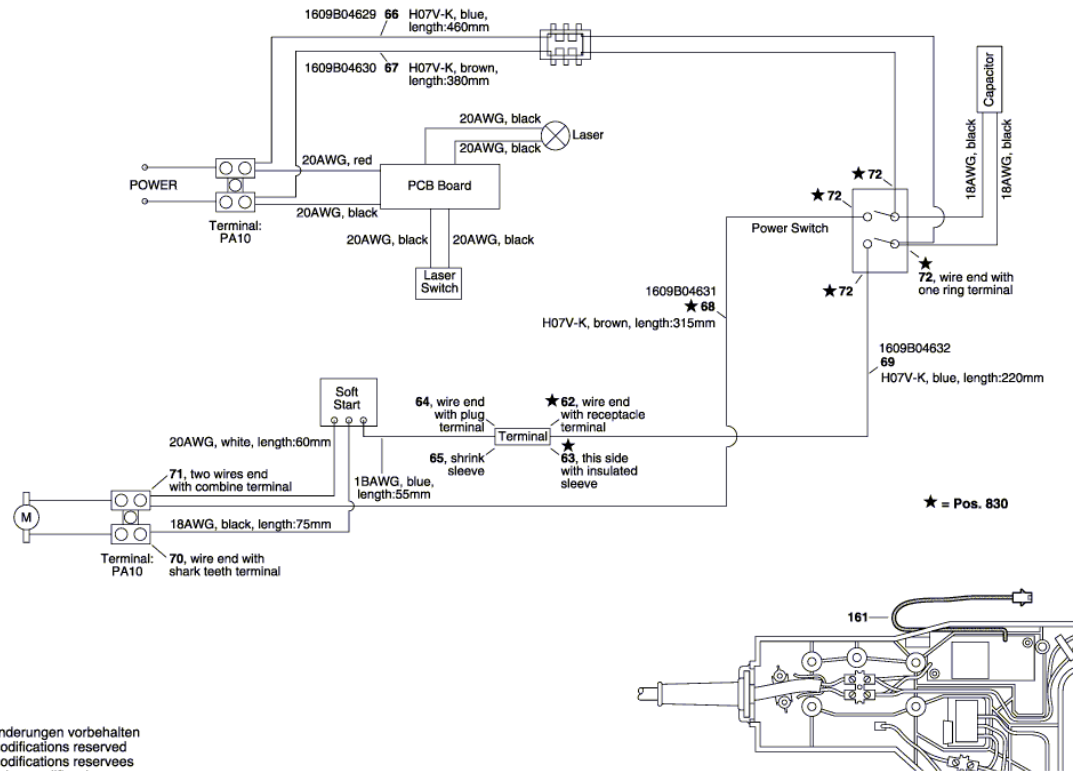 1609B04629 66 H07V-K, blue,
length:460mm
1609B04630 67 H07V-K, brown,
length:380mm
Capacitor
20AWG, black
Laser
20AWG, black
18AWG, black
18AWG, black
20AWG, red
PCB Board
POWER
★ 72
★ 72
20AWG, black
Terminal:
PA10
Power Switch
20AWG, black
20AWG, black
Laser
Switch
★
72, wire end with
one ring terminal
★ 72
1609B04631
★ 68
H07V-K, brown, length:315mm
1609B04632
69
H07V-K, blue, length:220mm
Soft
Start
64, wire end
with plug
terminal
★ 62, wire end
with receptacle
terminal
Terminal
20AWG, white, length:60mm
65, shrink
sleeve
★
63, this side
with insulated
sleeve
71, two wires end
with combine terminal
1BAWG, blue,
length:55mm
★ = Pos. 830
M
18AWG, black, length:75mm
Terminal:
PA10
70, wire end with
shark teeth terminal
161
nderungen vorbehalten
odifications reserved
odifications reservees